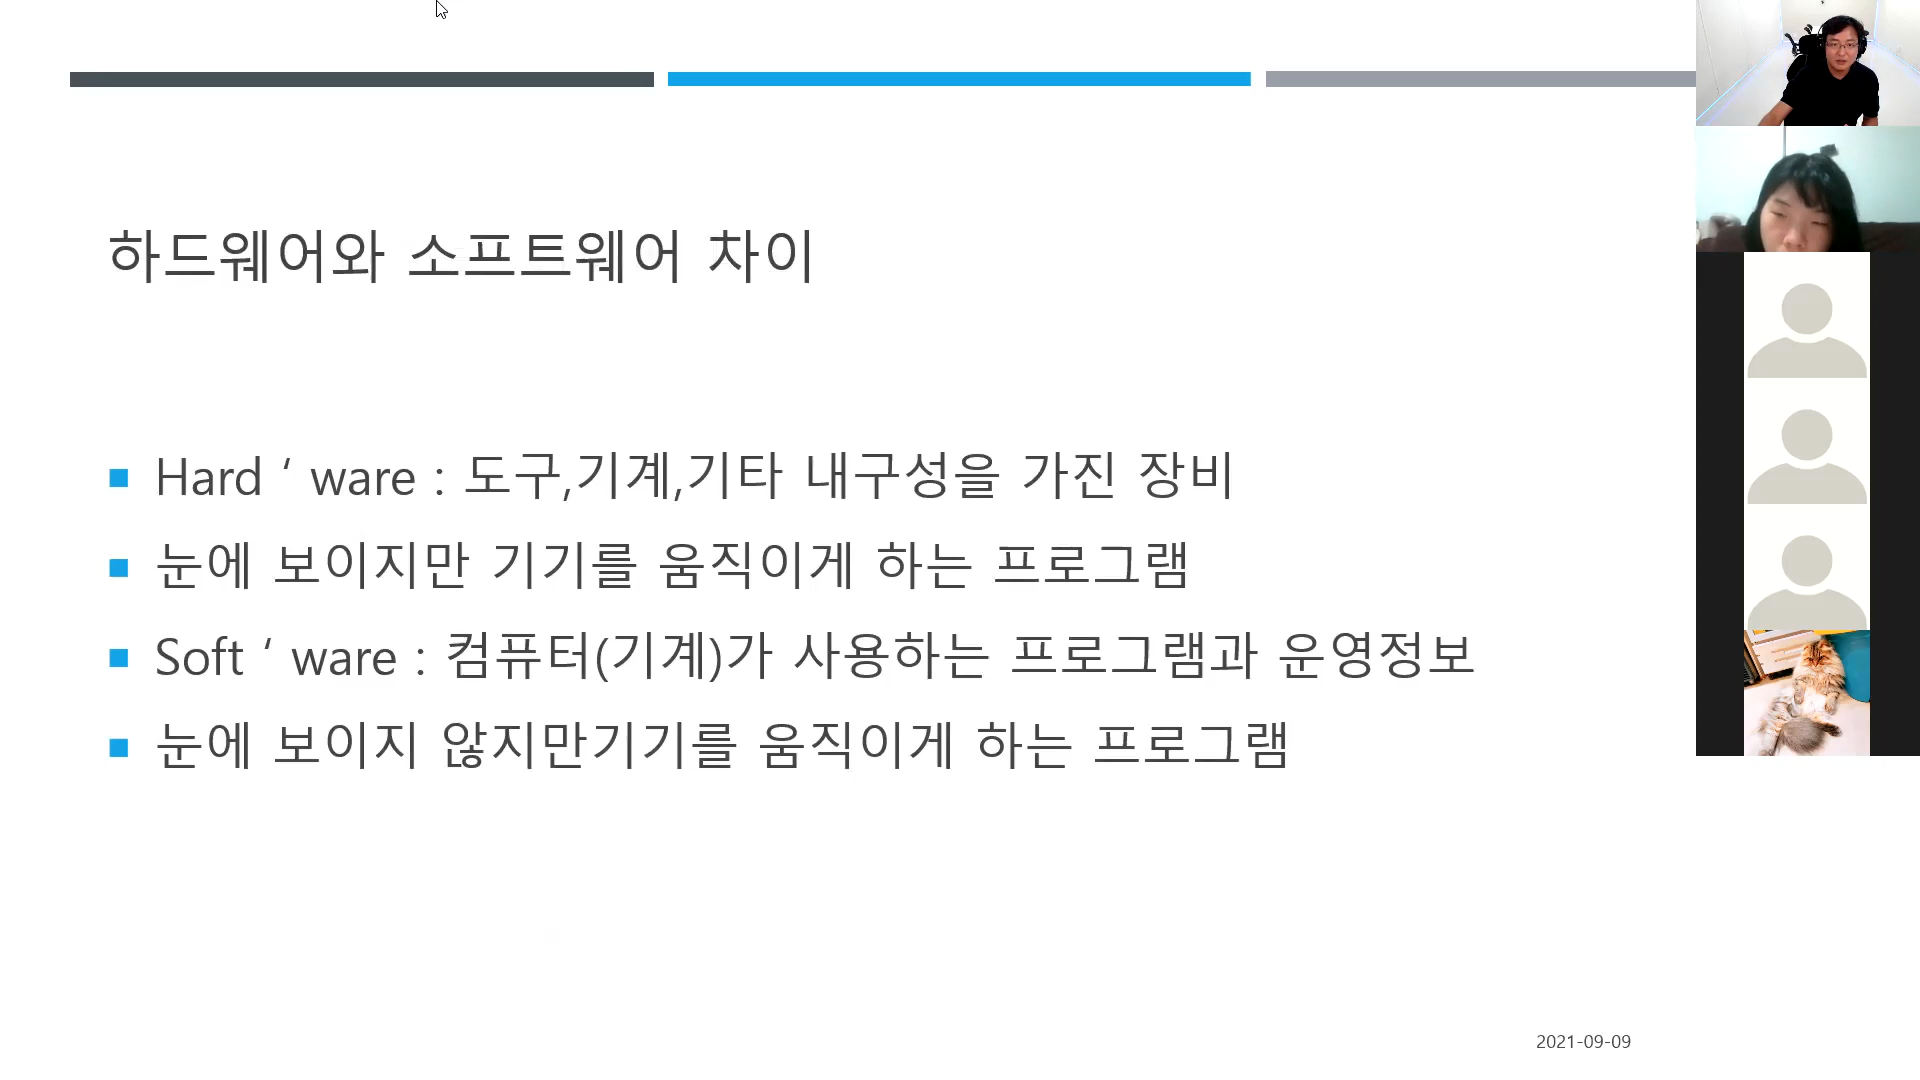 하드웨어와 소프트웨어 차이
Hard ‘ ware : 도구,기계,기타 내구성을 가진 장비
눈에 보이지만 기기를 움직이게 하는 프로그램
Soft ‘ ware : 컴퓨터(기계)가 사용하는 프로그램과 운영정보
눈에 보이지 않지만기기를 움직이게 하는 프로그램
2021-09-09